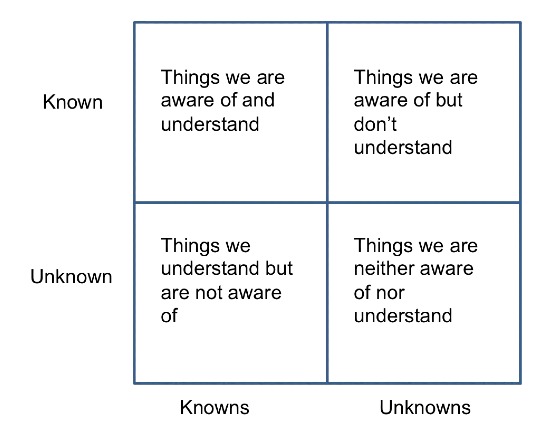 Known
Things we are
aware of and
understand
Things we are
aware of but
don't
understand
Unknown
Things we
understand but
are not aware
of
Things we are
neither aware
of nor
understand
Knowns
Unknowns